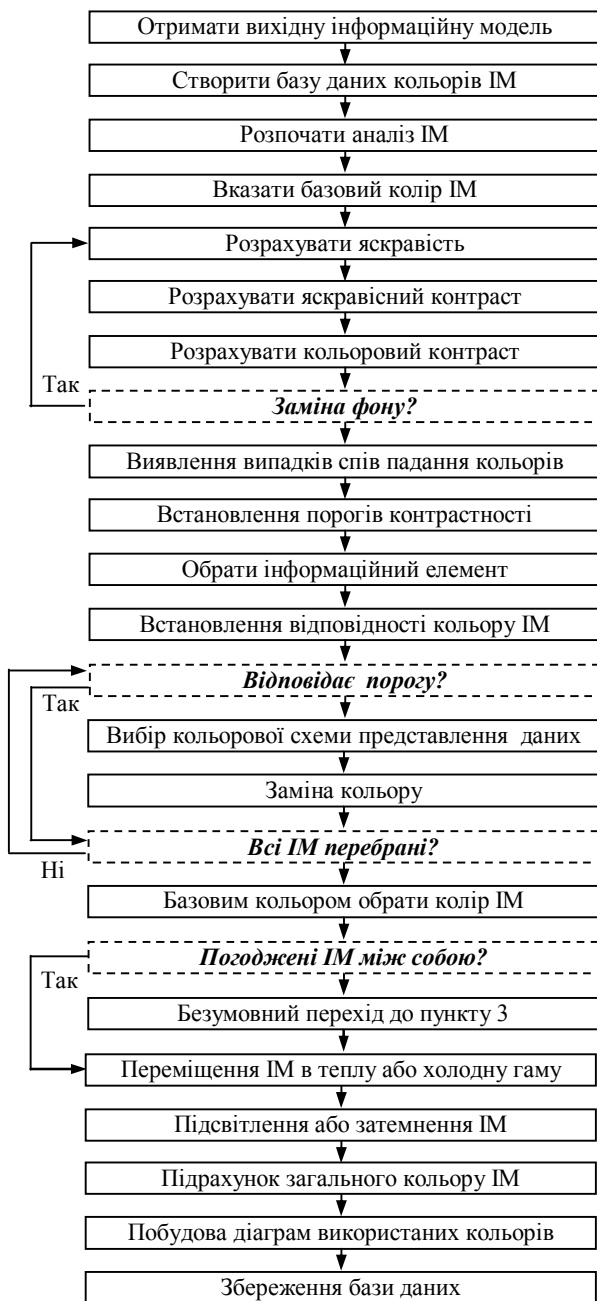 Отримати вихідну інформаційну модель
Створити базу даних кольорів ІМ
Розпочати аналіз ІМ
Вказати базовий колір ІМ
Розрахувати яскравість
Розрахувати яскравісний контраст
Розрахувати кольоровий контраст
Так
Заміна фону?
Виявлення випадків спів падання кольорів
Встановлення порогів контрастності
Обрати інформаційний елемент
Встановлення відповідності кольору ІМ
Відповідає порогу?
Так
Вибір кольорової схеми представлення даних
Заміна кольору
Всі ІМ перебрані?
Ні
Базовим кольором обрати колір ІМ
Погоджені ІМ між собою?
Так
Безумовний перехід до пункту 3
Переміщення ІМ в теплу або холодну гаму
Підсвітлення або затемнення ІМ
Підрахунок загального кольору ІМ
Побудова діаграм використаних кольорів
Збереження бази даних